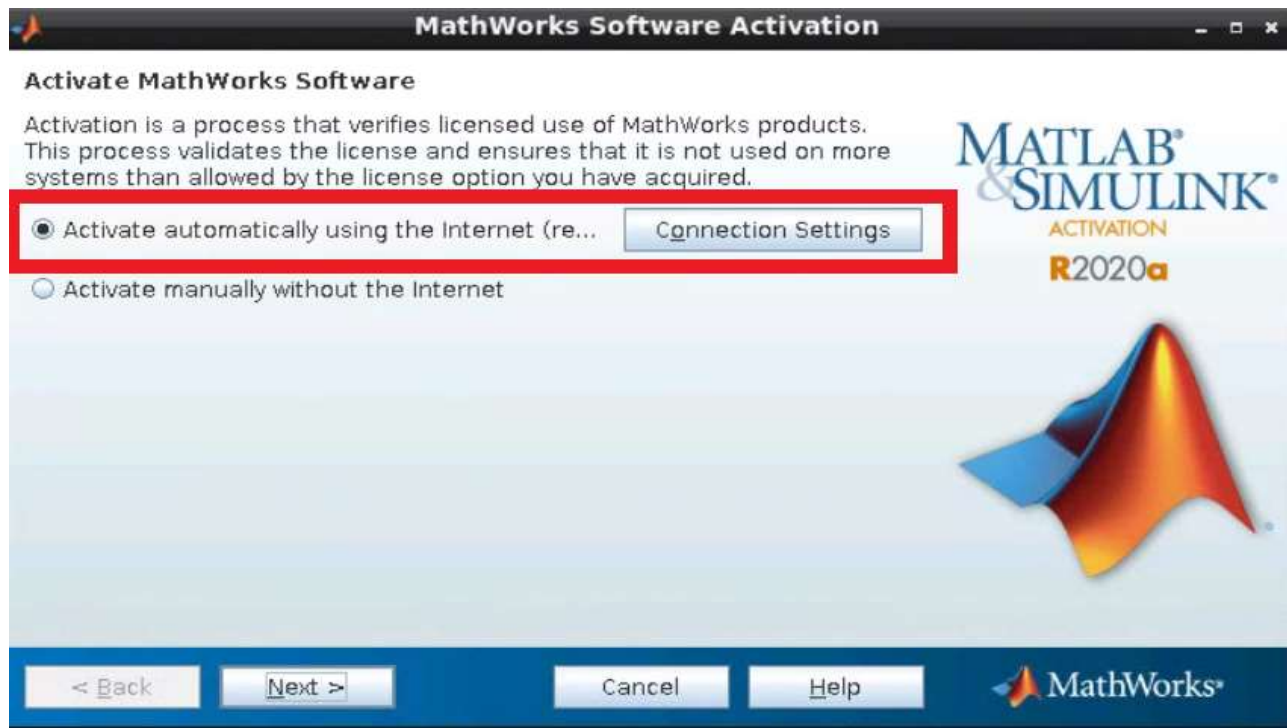 MathWorks Software Activation
Activate MathWorks Software
Activation is a process that verifies licensed use of MathWorks products.
This process validates the license and ensures that it is not used on more
systems than allowed by the license option you have acquired.
Activate automatically using the Internet (re... Connection Settings
Activate manually without the Internet
MATLAB®
&SIMULINK®
ACTIVATION
R2020a
< Back Next > Cancel Help MathWorks®